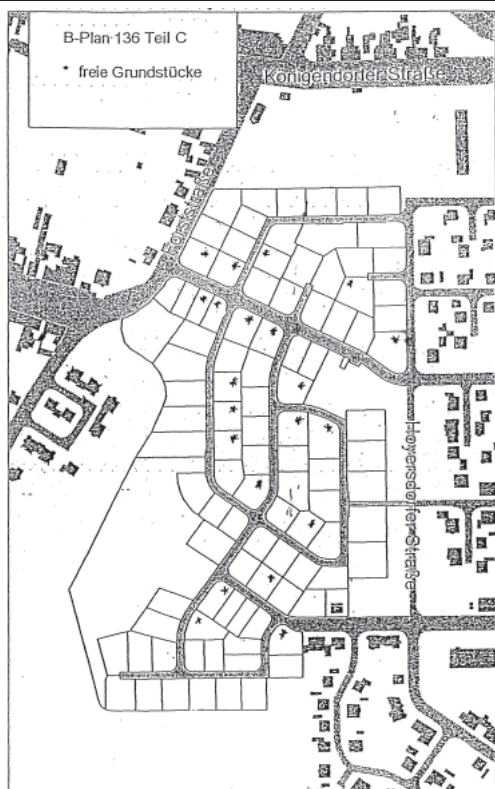 B-Plan 136 Teil C
* freie Grundstücke
Königendorfer Straße
Hoyersdorfer Straße